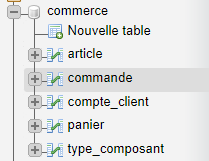 commerce
Nouvelle table
article
commande
compte_client
panier
type_composant